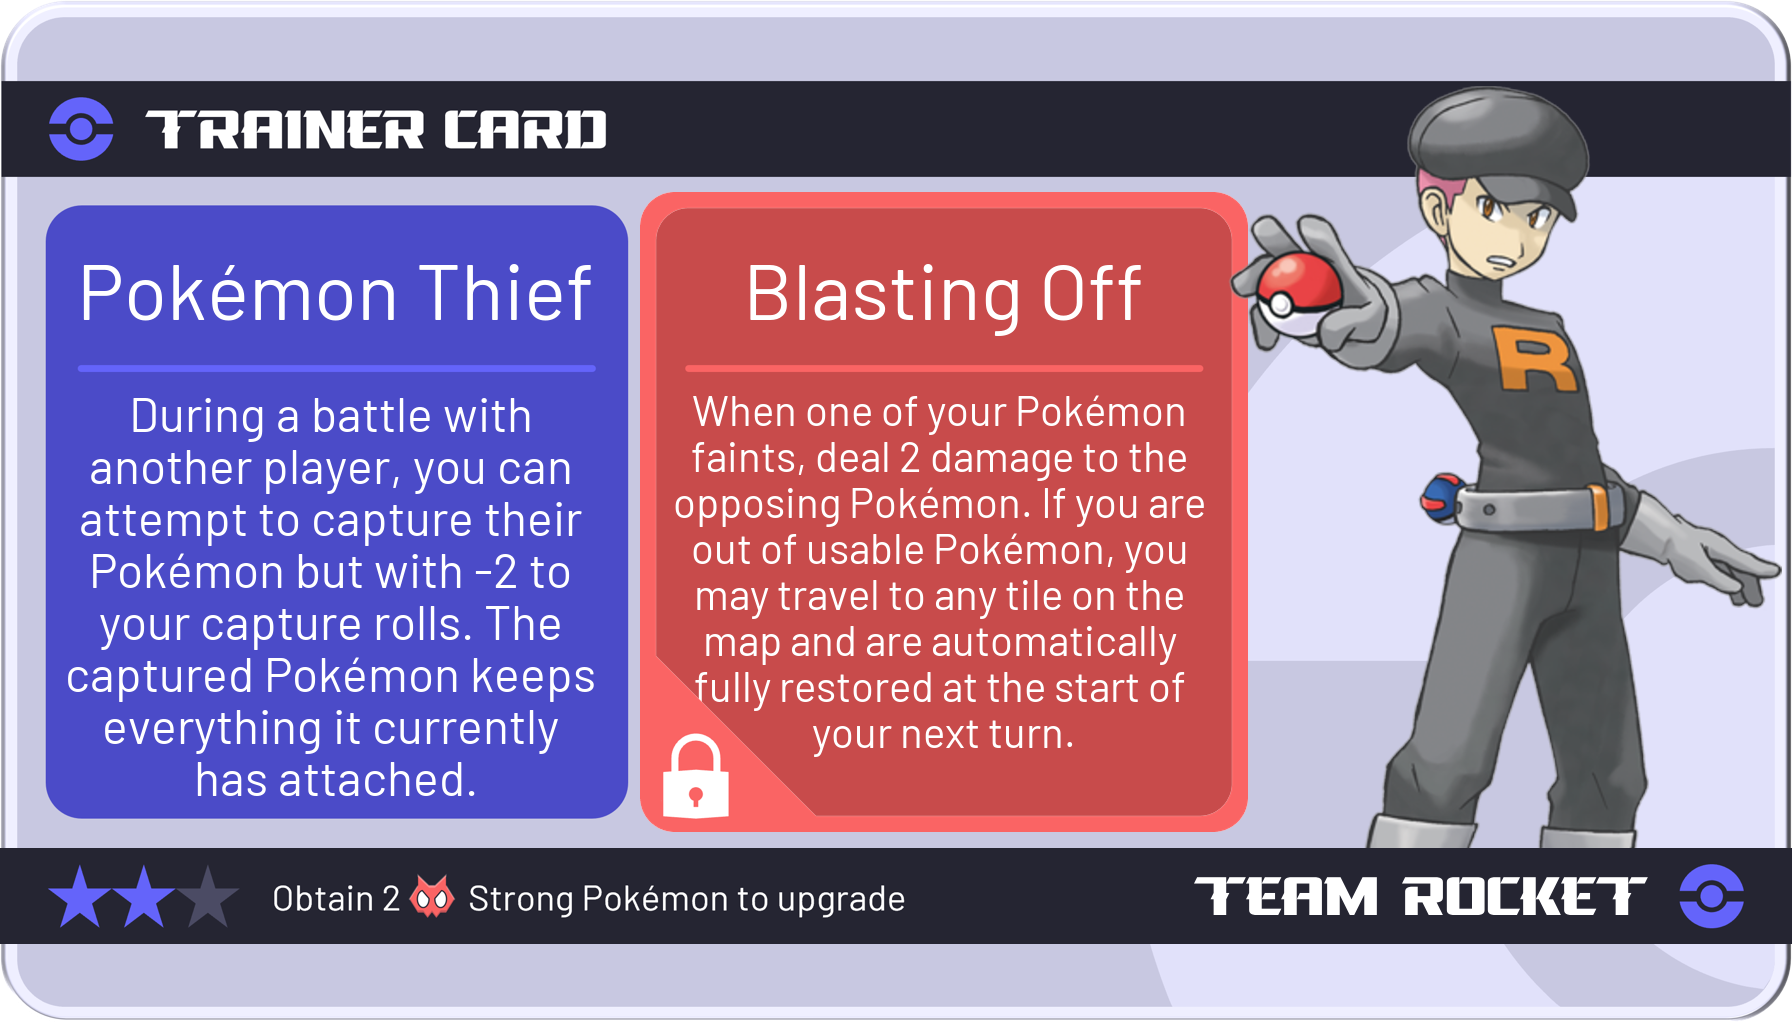 TRAINER CARD
Pokémon Thief
During a battle with
another player, you can
attempt to capture their
Pokémon but with -2 to
your capture rolls. The
captured Pokémon keeps
everything it currently
has attached.
Blasting Off
When one of your Pokémon
faints, deal 2 damage to the
opposing Pokémon. If you are
out of usable Pokémon, you
may travel to any tile on the
map and are automatically
fully restored at the start of
your next turn.
R
Obtain 2 Strong Pokémon to upgrade
TEAM ROCKET